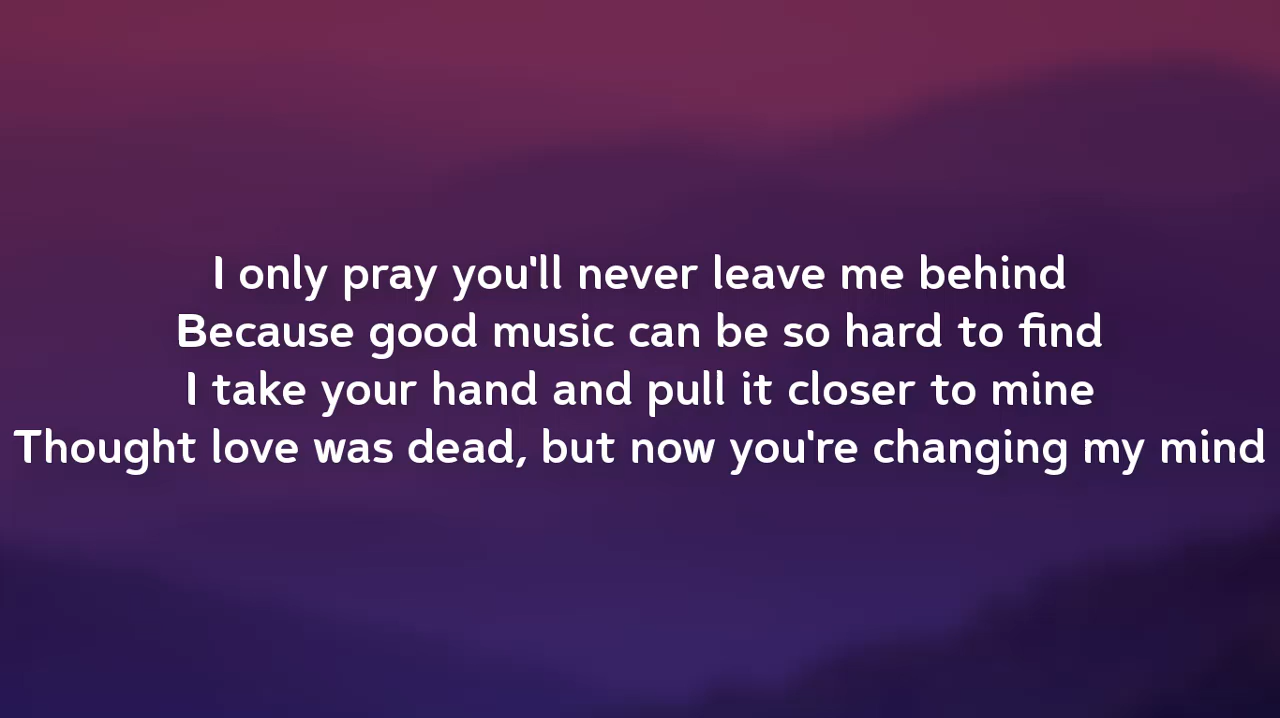 I only pray you'll never leave me behind
Because good music can be so hard to find
I take your hand and pull it closer to mine
Thought love was dead, but now you're changing my mind